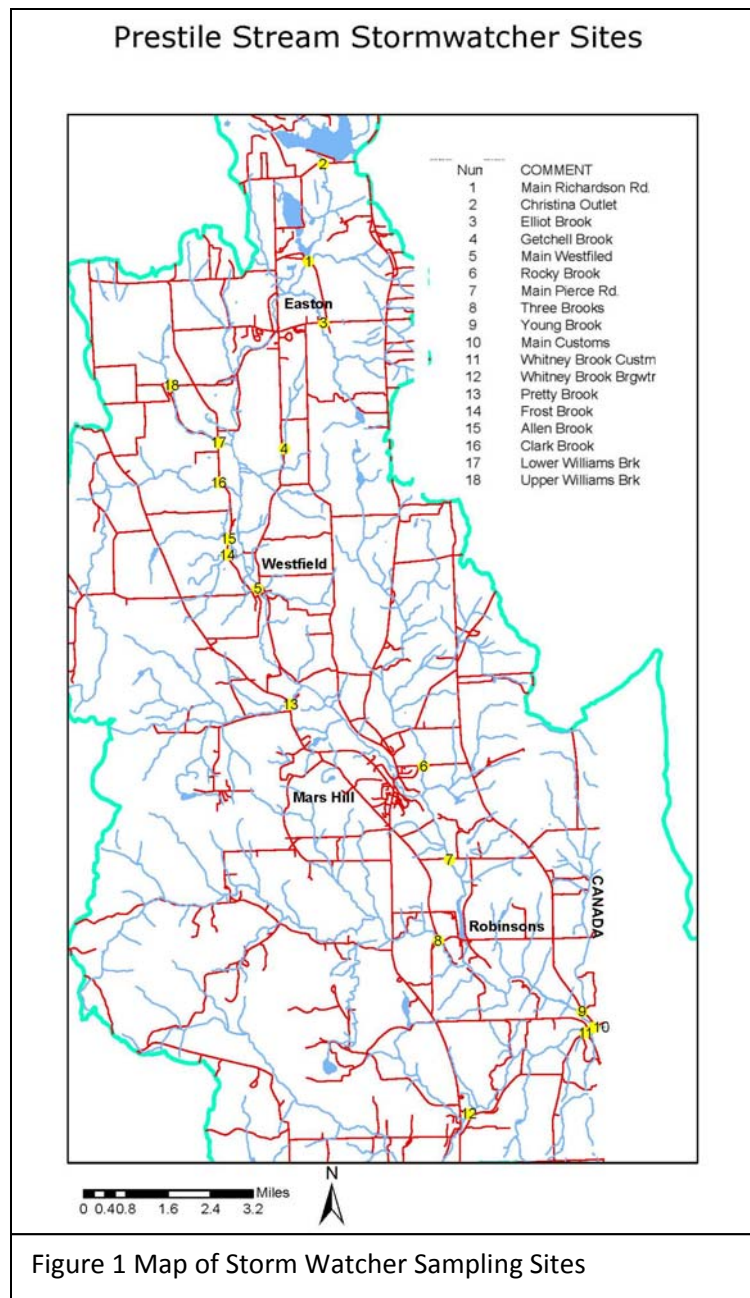 Prestile Stream Stormwatcher Sites
Num COMMENT
1 Main Richardson Rd.
2 Christina Outlet
3 Elliot Brook
4 Getchell Brook
5 Main Westfiled
6 Rocky Brook
7 Main Pierce Rd.
8 Three Brooks
9 Young Brook
10 Main Customs
11 Whitney Brook Custm
12 Whitney Brook Brgwtr
13 Pretty Brook
14 Frost Brook
15 Allen Brook
16 Clark Brook
17 Lower Williams Brk
18 Upper Williams Brk
2
1
Easton
3
18
17
4
16
15
14
Westfield
5
13
6
Mars Hill
7
CANADA
Robinsons
8
9
10
11
12
Miles
0 0.40.8 1.6 2.4 3.2
N
Figure 1 Map of Storm Watcher Sampling Sites